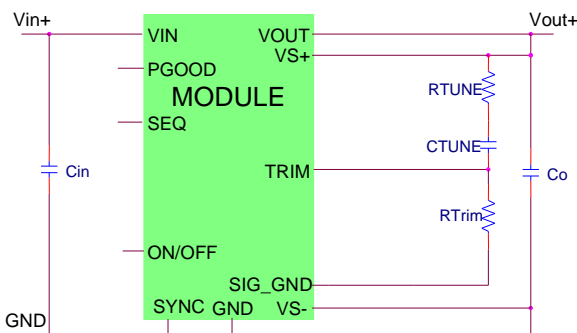 Vin+
Vout+
VIN
VOUT
VS+
PGOOD
RTUNE
MODULE
SEQ
CTUNE
TRIM
Cin
Co
RTrim
ON/OFF
SIG_GND
GND
SYNC
GND
VS-